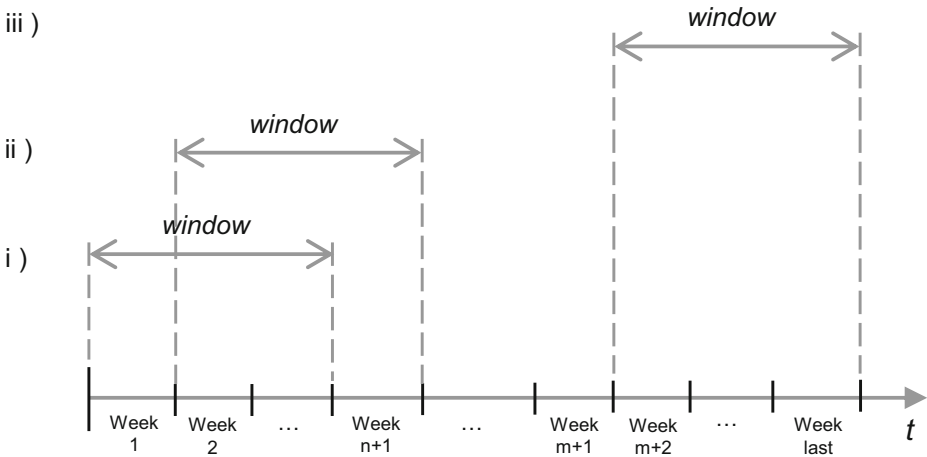 iii )
window
ii )
window
i )
window
Week 1
Week 2
...
Week n+1
...
Week m+1
Week m+2
...
Week last
t